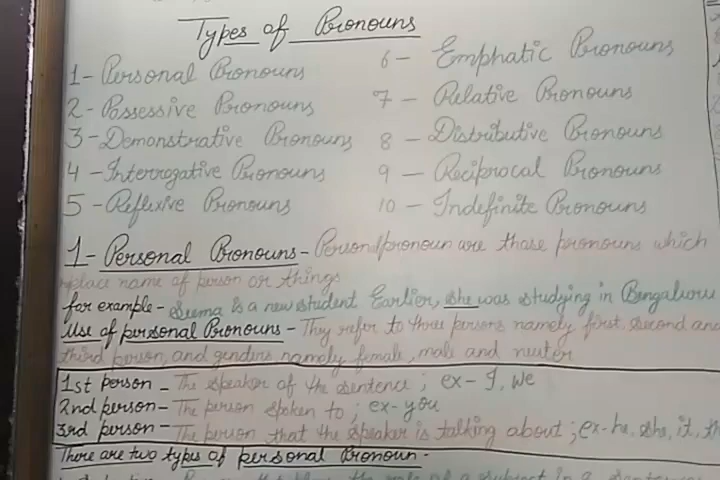 Types of Pronouns
1- Personal Pronouns
2- Possessive Pronouns
3- Demonstrative Pronouns
4- Interrogative Pronouns
5- Reflexive Pronouns
6- Emphatic Pronouns
7- Relative Pronouns
8- Distributive Pronouns
9- Reciprocal Pronouns
10- Indefinite Pronouns
1- Personal Pronouns- Personal pronoun are those pronouns which
replace name of person or things
for example- Seema is a new student Earlier, she was studying in Bengaluru
Use of personal Pronouns- They refer to three persons namely first, second and
third person, and genders namely female, male and neuter
1st person- The speaker of the sentence; ex- I, we
2nd person- The person spoken to; ex- you
3rd person- The person that the speaker is talking about; ex- he, she, it, th
There are two types of personal Pronoun-